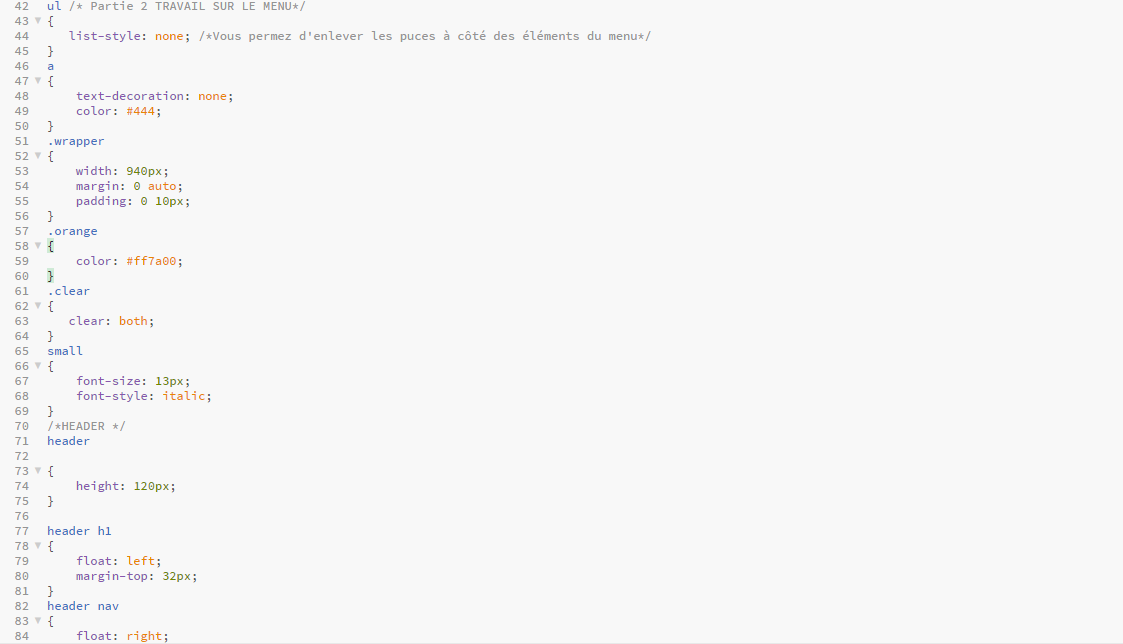 42 ul /* Partie 2 TRAVAIL SUR LE MENU*/
43 {
44 list-style: none; /*Vous permez d'enlever les puces à côté des éléments du menu*/
45 }
46 a
47 {
48 text-decoration: none;
49 color: #444;
50 }
51 .wrapper
52 {
53 width: 940px;
54 margin: 0 auto;
55 padding: 0 10px;
56 }
57 .orange
58 {
59 color: #ff7a00;
60 }
61 .clear
62 {
63 clear: both;
64 }
65 small
66 {
67 font-size: 13px;
68 font-style: italic;
69 }
70 /*HEADER */
71 header
72
73 {
74 height: 120px;
75 }
76
77 header h1
78 {
79 float: left;
80 margin-top: 32px;
81 }
82 header nav
83 {
84 float: right;